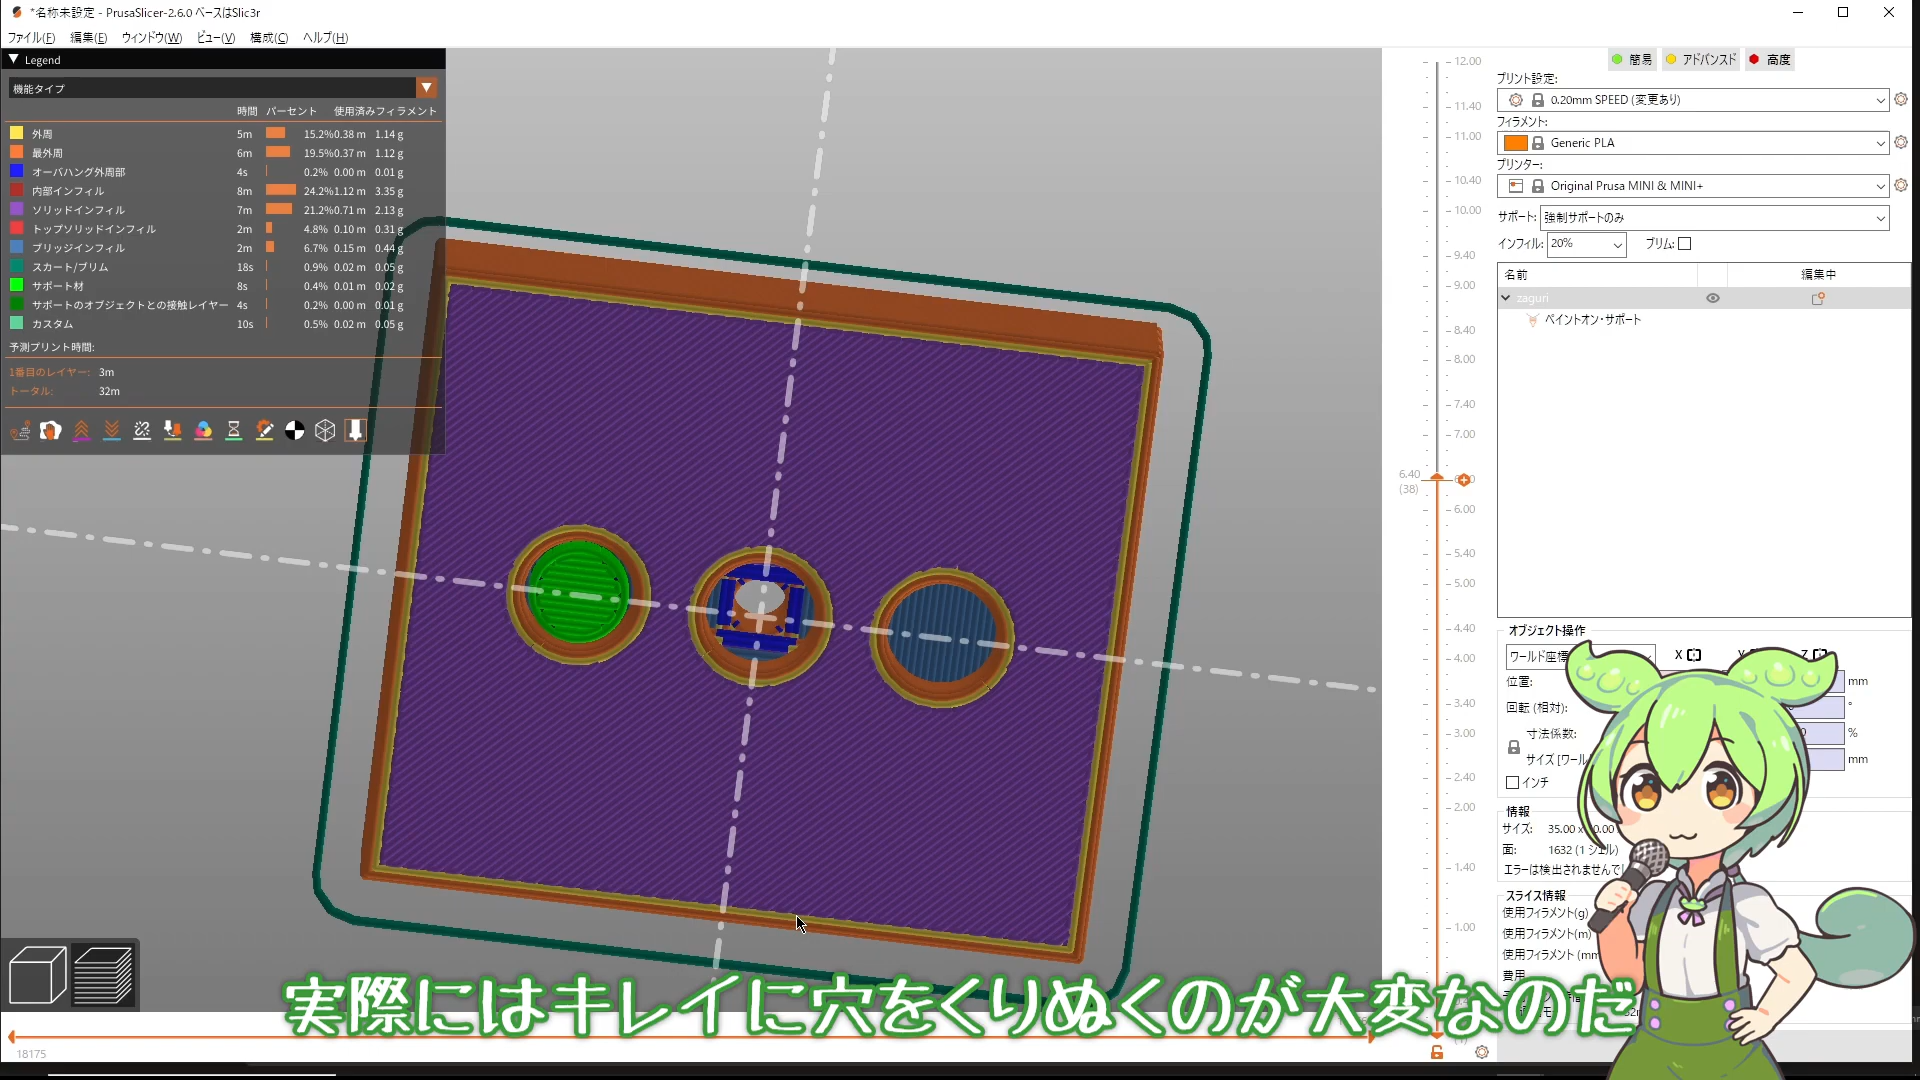 *名称未設定 - PrusaSlicer-2.6.0 ベースはSlic3r
ファイル(F) 編集(E) ウィンドウ(W) ビュー(V) 構成(C) ヘルプ(H)
Legend
機能タイプ
時間 パーセント 使用済みフィラメント
外周 5m 15.2% 0.38 m 1.14 g
最外周 6m 19.5% 0.37 m 1.12 g
オーバハング外周部 4s 0.2% 0.00 m 0.01 g
内部インフィル 8m 24.2% 1.12 m 3.35 g
ソリッドインフィル 7m 21.2% 0.71 m 2.13 g
トップソリッドインフィル 2m 4.8% 0.10 m 0.31 g
ブリッジインフィル 2m 6.7% 0.15 m 0.44 g
スカート/ブリム 18s 0.9% 0.02 m 0.05 g
サポート材 8s 0.4% 0.01 m 0.02 g
サポートのオブジェクトとの接触レイヤー 4s 0.2% 0.00 m 0.01 g
カスタム 10s 0.5% 0.02 m 0.05 g
予測プリント時間:
1番目のレイヤー: 3m
トータル: 32m
18175
12.00
11.40
11.00
10.40
10.00
9.40
9.00
8.40
8.00
7.40
7.00
6.40
(38)
6.00
5.40
5.00
4.40
4.00
3.40
3.00
2.40
2.00
1.40
1.00
簡易 アドバンスド 高度
プリント設定:
0.20mm SPEED (変更あり)
フィラメント:
Generic PLA
プリンター:
Original Prusa MINI & MINI+
サポート: 強制サポートのみ
インフィル: 20% ブリム:
名前 編集中
zaguri
ペイントオン・サポート
オブジェクト操作
ワールド座標 X Y Z
位置: mm
回転 (相対): °
寸法係数: %
サイズ [ワール mm
インチ
情報
サイズ: 35.00 x
面: 1632 (1 シェル)
エラーは検出されませんで
スライス情報
使用フィラメント(g)
使用フィラメント(m)
使用フィラメント (mm
費用
実際にはキレイに穴をくりぬくのが大変なのだ